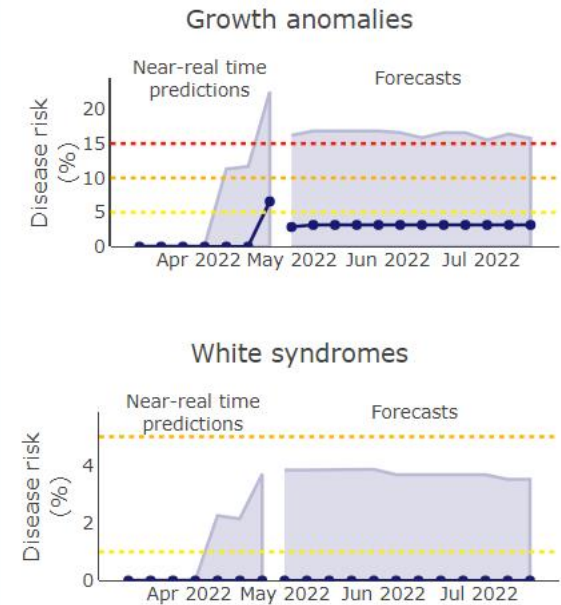 Growth anomalies
Near-real time
predictions
Forecasts
Disease risk
(%)
20
15
10
5
0
Apr 2022 May 2022 Jun 2022 Jul 2022
White syndromes
Near-real time
predictions
Forecasts
Disease risk
(%)
4
2
0
Apr 2022 May 2022 Jun 2022 Jul 2022